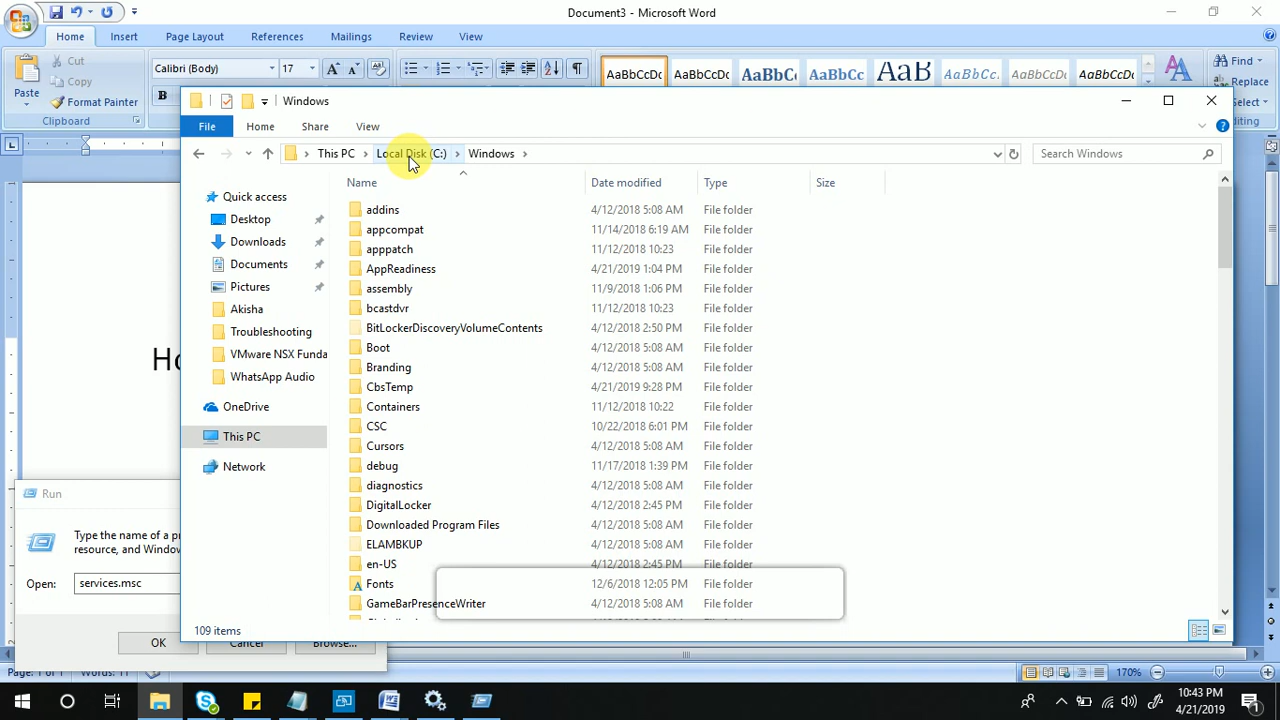 Document3 - Microsoft Word
Home Insert Page Layout References Mailings Review View
Paste
Cut
Copy
Format Painter
Clipboard
Calibri (Body) 17
B
AaBbCcDc AaBbCcDc AaBbCc AaBbCc AaB AaBbCc AaBbCcDc AaBbCcDc
Find
Replace
Select
Editing
Windows
File Home Share View
This PC Local Disk (C:) Windows
Search Windows
Name Date modified Type Size
Quick access
Desktop
Downloads
Documents
Pictures
Akisha
Troubleshooting
VMware NSX Funda
WhatsApp Audio
OneDrive
This PC
Network
addins 4/12/2018 5:08 AM File folder
appcompat 11/14/2018 6:19 AM File folder
apppatch 11/12/2018 10:23 File folder
AppReadiness 4/21/2019 1:04 PM File folder
assembly 11/9/2018 1:06 PM File folder
bcastdvr 11/12/2018 10:23 File folder
BitLockerDiscoveryVolumeContents 4/12/2018 2:50 PM File folder
Boot 4/12/2018 5:08 AM File folder
Branding 4/12/2018 5:08 AM File folder
CbsTemp 4/21/2019 9:28 PM File folder
Containers 11/12/2018 10:22 File folder
CSC 10/22/2018 6:01 PM File folder
Cursors 4/12/2018 5:08 AM File folder
debug 11/17/2018 1:39 PM File folder
diagnostics 4/12/2018 5:08 AM File folder
DigitalLocker 4/12/2018 2:45 PM File folder
Downloaded Program Files 4/12/2018 5:08 AM File folder
ELAMBKUP 4/12/2018 5:08 AM File folder
en-US 4/12/2018 2:45 PM File folder
Fonts 12/6/2018 12:05 PM File folder
GameBarPresenceWriter 4/12/2018 5:08 AM File folder
109 items
Run
Type the name of a p
resource, and Window
Open: services.msc
OK Cancel Browse...
Page: 1 of 1 Words: 11
170%
10:43 PM
4/21/2019